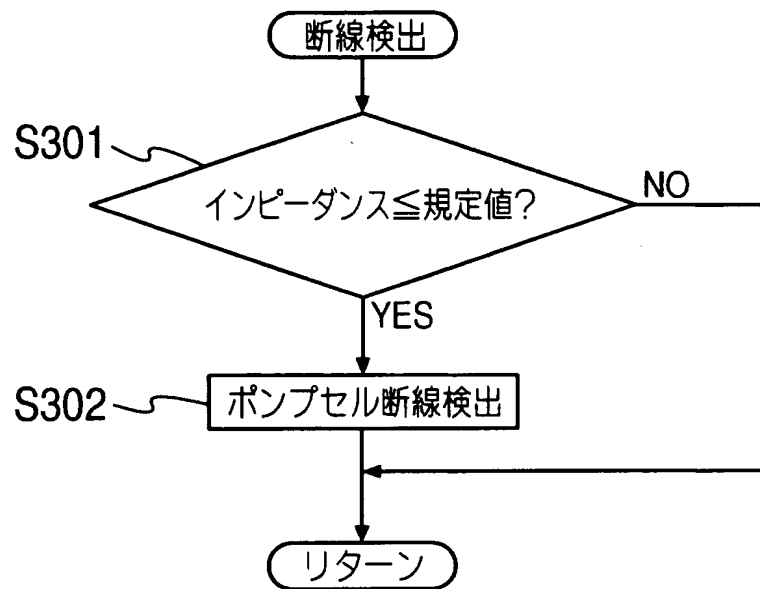 断線検出
S301
インピーダンス≦規定値?
NO
YES
S302
ポンプセル断線検出
リターン